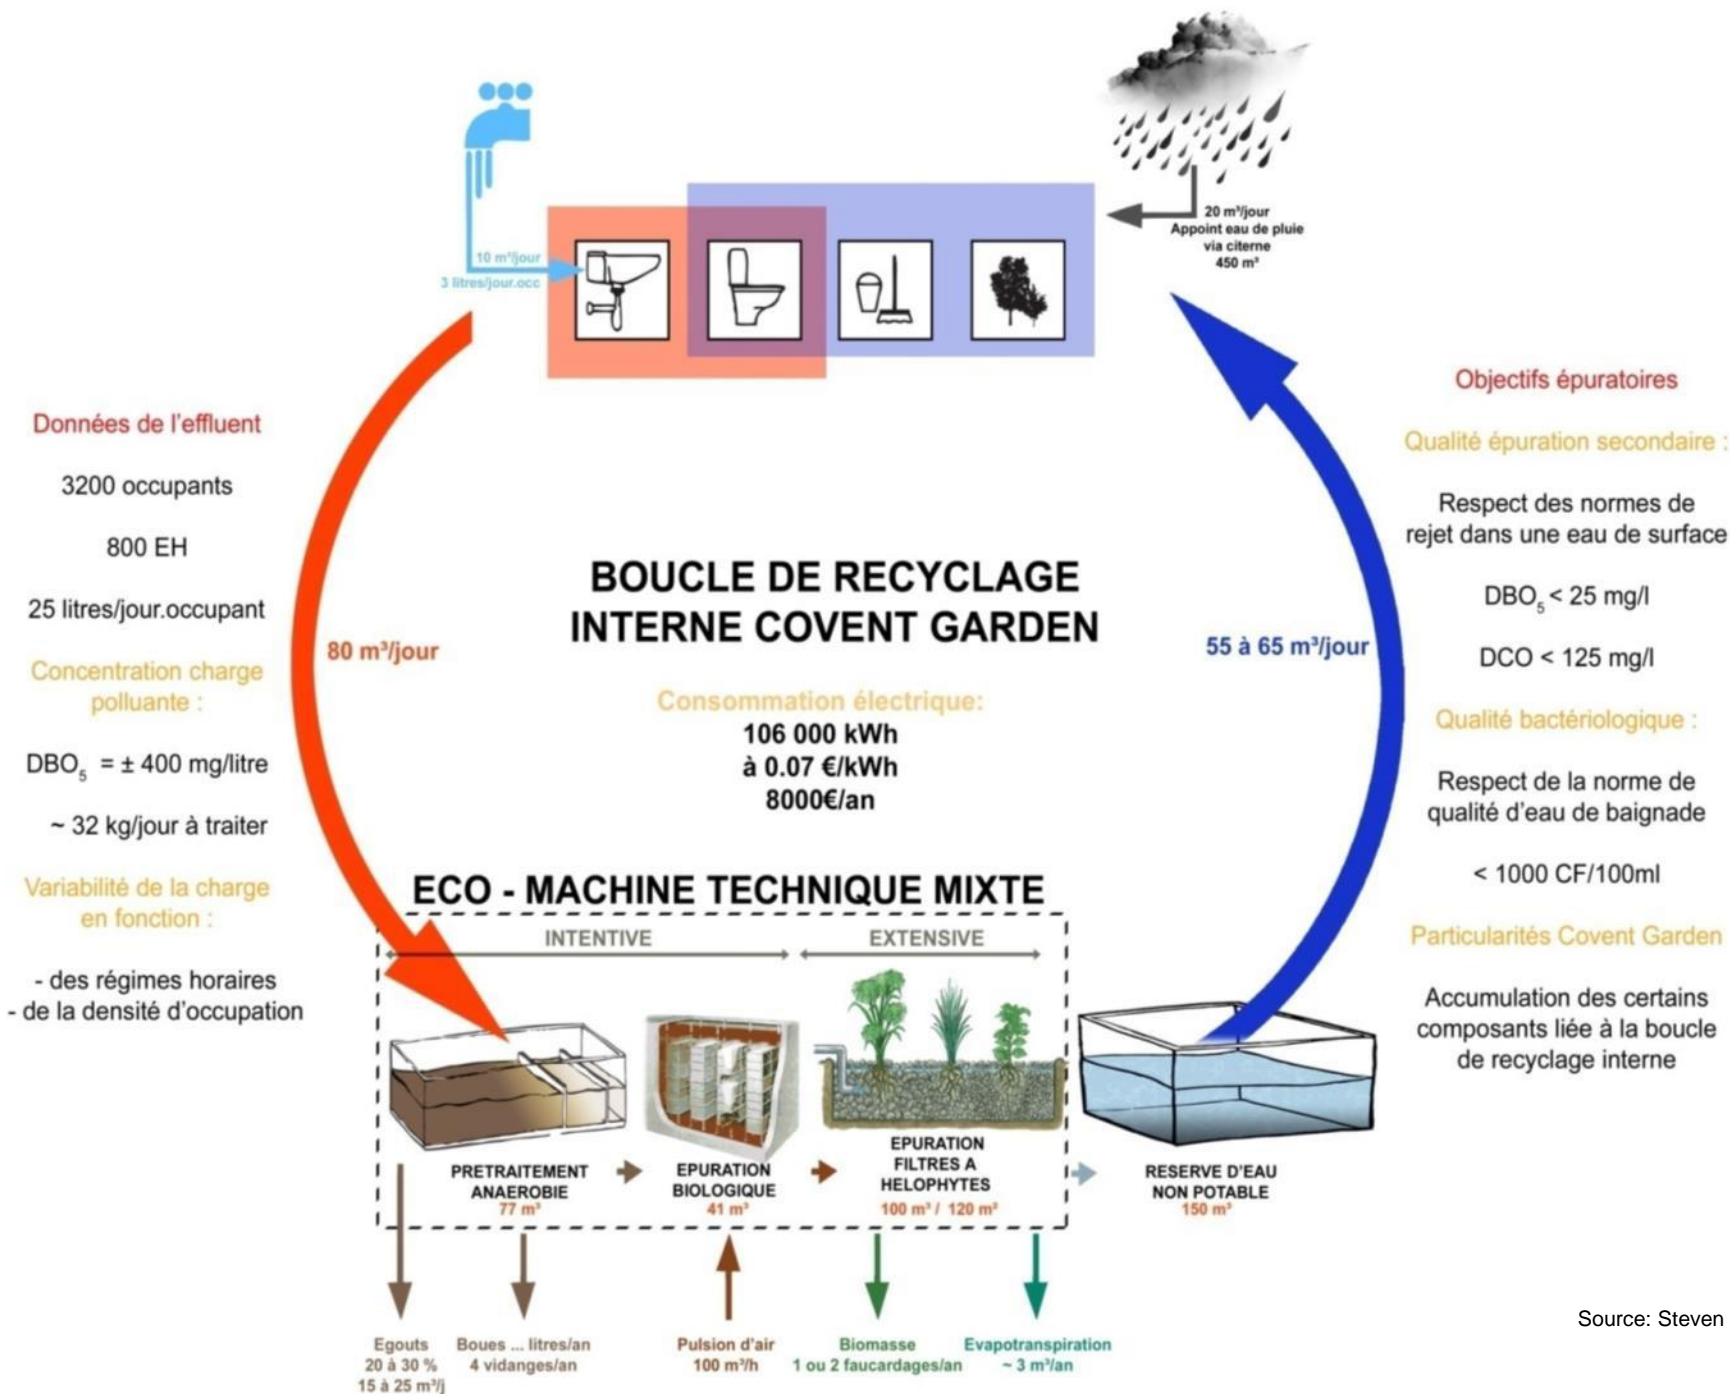 10 m³/jour
3 litres/jour.occ
20 m³/jour
Appoint eau de pluie
via citerne
450 m³
Données de l'effluent
3200 occupants
800 EH
25 litres/jour.occupant
Concentration charge
polluante :
DBO₅ = ± 400 mg/litre
~ 32 kg/jour à traiter
Variabilité de la charge
en fonction :
- des régimes horaires
- de la densité d'occupation
80 m³/jour
BOUCLE DE RECYCLAGE
INTERNE COVENT GARDEN
Consommation électrique:
106 000 kWh
à 0.07 €/kWh
8000€/an
55 à 65 m³/jour
Objectifs épuratoires
Qualité épuration secondaire :
Respect des normes de
rejet dans une eau de surface
DBO₅ < 25 mg/l
DCO < 125 mg/l
Qualité bactériologique :
Respect de la norme de
qualité d'eau de baignade
< 1000 CF/100ml
Particularités Covent Garden
Accumulation des certains
composants liée à la boucle
de recyclage interne
ECO - MACHINE TECHNIQUE MIXTE
INTENTIVE
EXTENSIVE
PRETRAITEMENT
ANAEROBIE
77 m³
EPURATION
BIOLOGIQUE
41 m³
EPURATION
FILTRES A
HELOPHYTES
100 m³ / 120 m²
RESERVE D'EAU
NON POTABLE
150 m³
Egouts
20 à 30 %
15 à 25 m³/j
Boues ... litres/an
4 vidanges/an
Pulsion d'air
100 m³/h
Biomasse
1 ou 2 faucardages/an
Evapotranspiration
~ 3 m³/an
Source: Steven